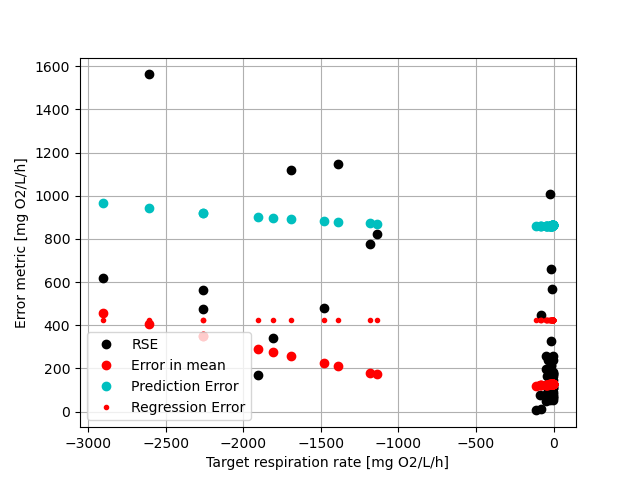 1600
1400
1200
1000
800
600
400
200
0
Error metric [mg O2/L/h]
RSE
Error in mean
Prediction Error
Regression Error
−3000 −2500 −2000 −1500 −1000 −500 0
Target respiration rate [mg O2/L/h]